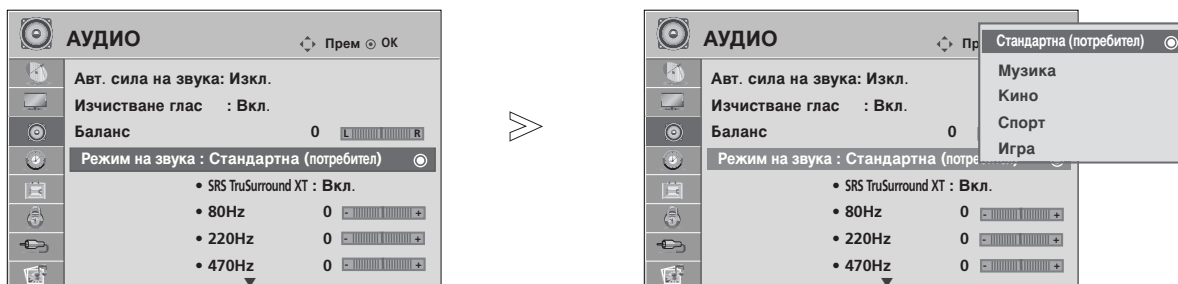 АУДИО
Прем ⊙ OK
Авт. сила на звука: Изкл.
Изчистване глас : Вкл.
Баланс 0 L R
Режим на звука : Стандартна (потребител)
• SRS TruSurround XT : Вкл.
• 80Hz 0 - +
• 220Hz 0 - +
• 470Hz 0 - +
АУДИО
Пр
Авт. сила на звука: Изкл.
Изчистване глас : Вкл.
Баланс 0
Режим на звука : Стандартна
• SRS TruSurround XT : Вкл.
• 80Hz 0 - +
• 220Hz 0 - +
• 470Hz 0 - +
Стандартна (потребител)
Музика
Кино
Спорт
Игра